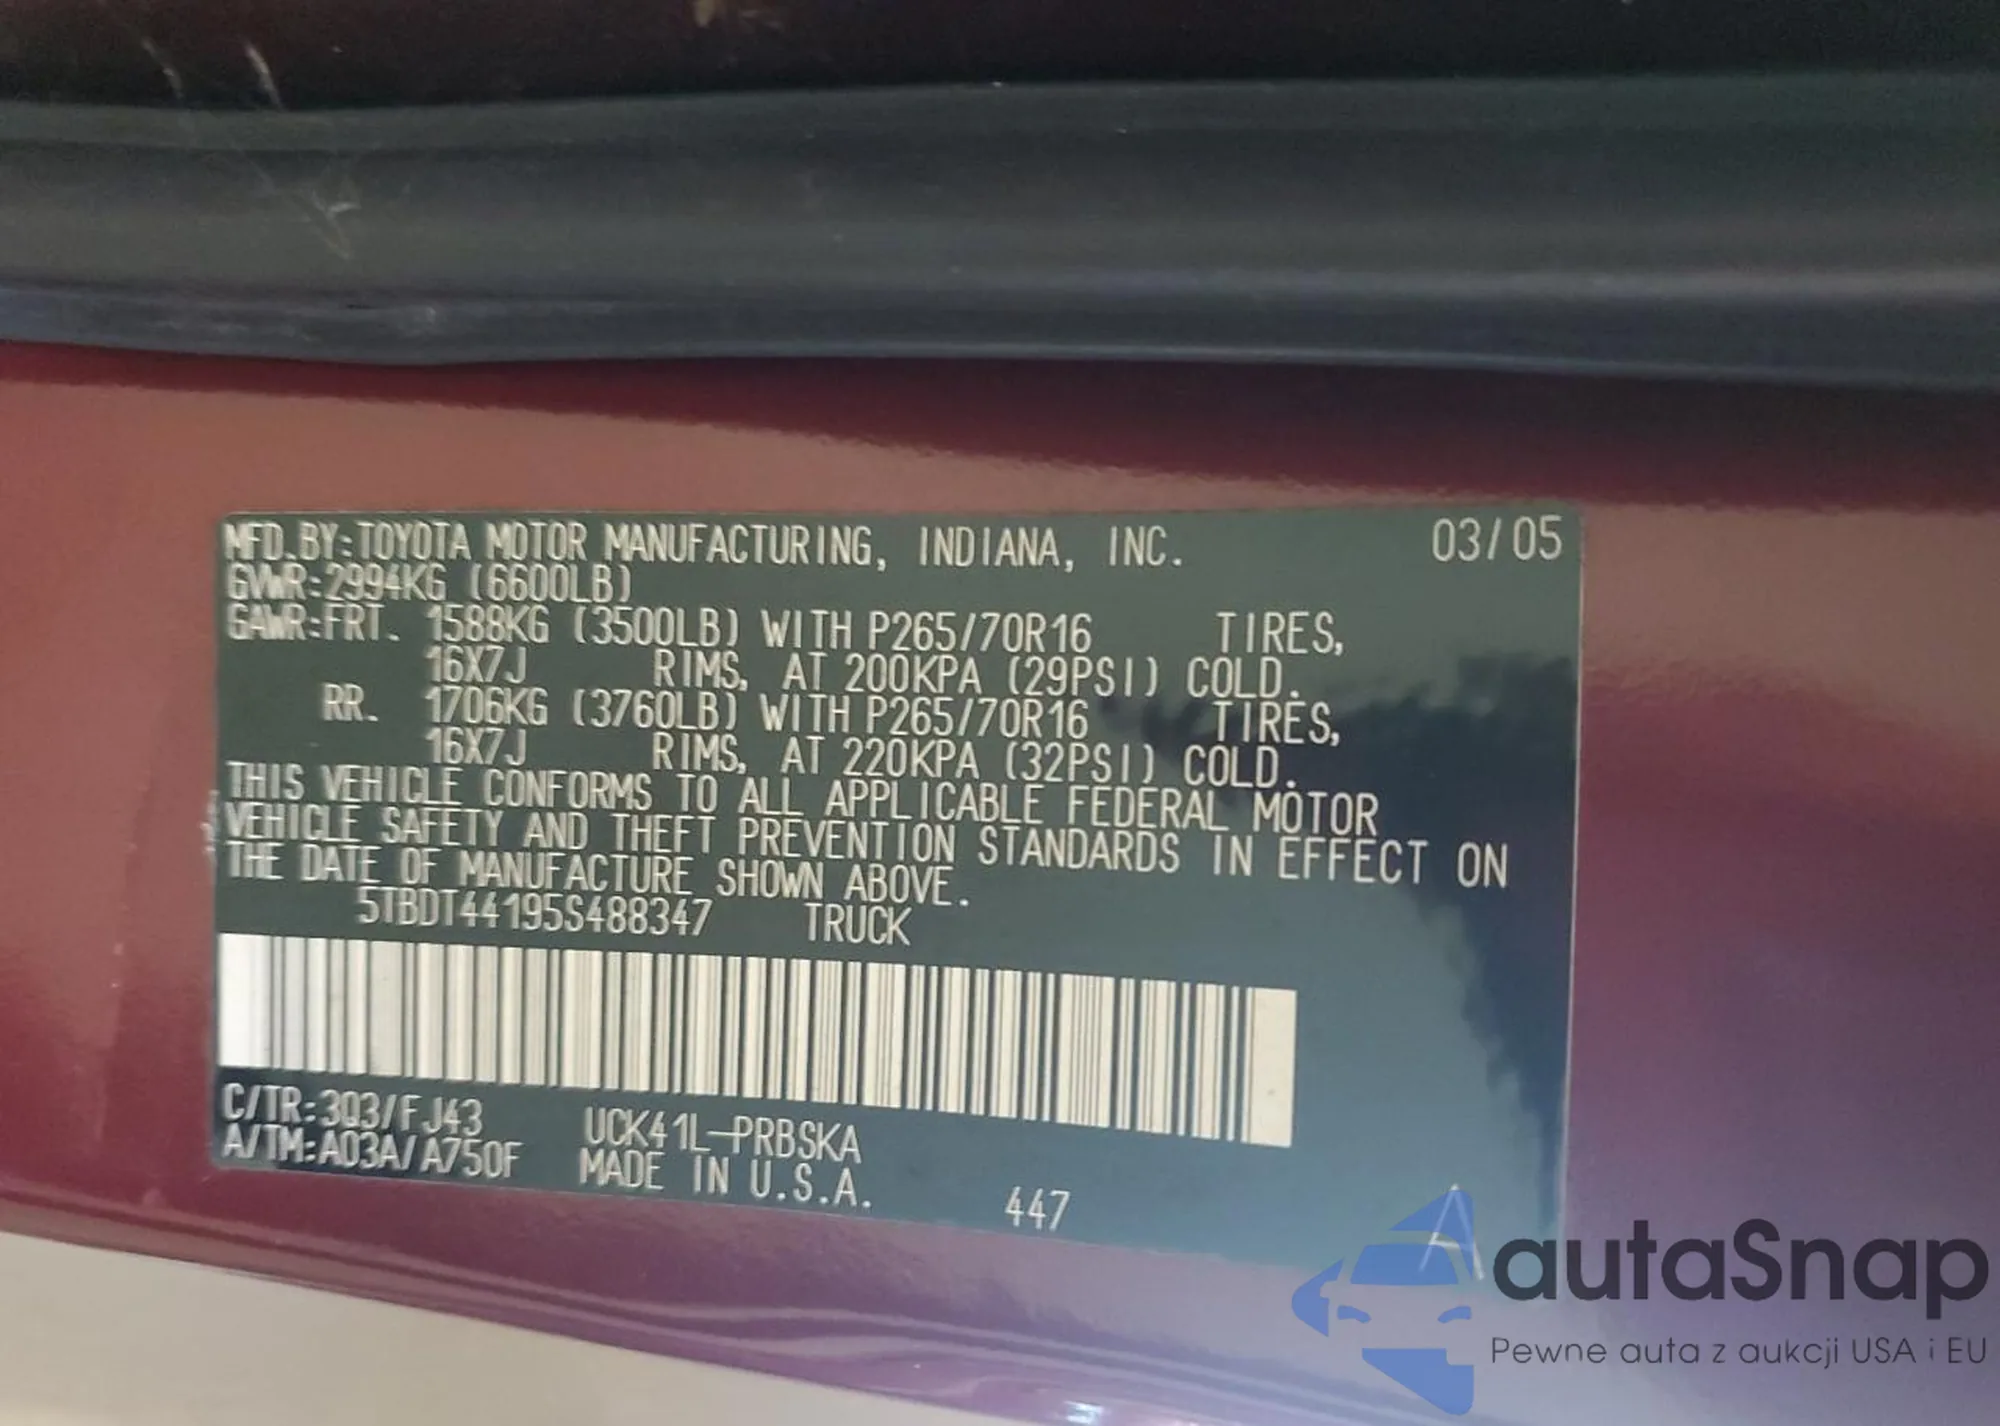 MFD.BY:TOYOTA MOTOR MANUFACTURING, INDIANA, INC. 03/05
GVWR:2994KG (6600LB)
GAWR:FRT. 1588KG (3500LB) WITH P265/70R16 TIRES,
16X7J RIMS, AT 200KPA (29PSI) COLD.
RR. 1706KG (3760LB) WITH P265/70R16 TIRES,
16X7J RIMS, AT 220KPA (32PSI) COLD.
THIS VEHICLE CONFORMS TO ALL APPLICABLE FEDERAL MOTOR
VEHICLE SAFETY AND THEFT PREVENTION STANDARDS IN EFFECT ON
THE DATE OF MANUFACTURE SHOWN ABOVE.
5TBDT44195S488347 TRUCK
C/TR:3Q3/FJ43 UCK41L-PRBSKA
A/TM:A03A/A750F MADE IN U.S.A.
447
A
autaSnap
Pewne auta z aukcji USA i EU